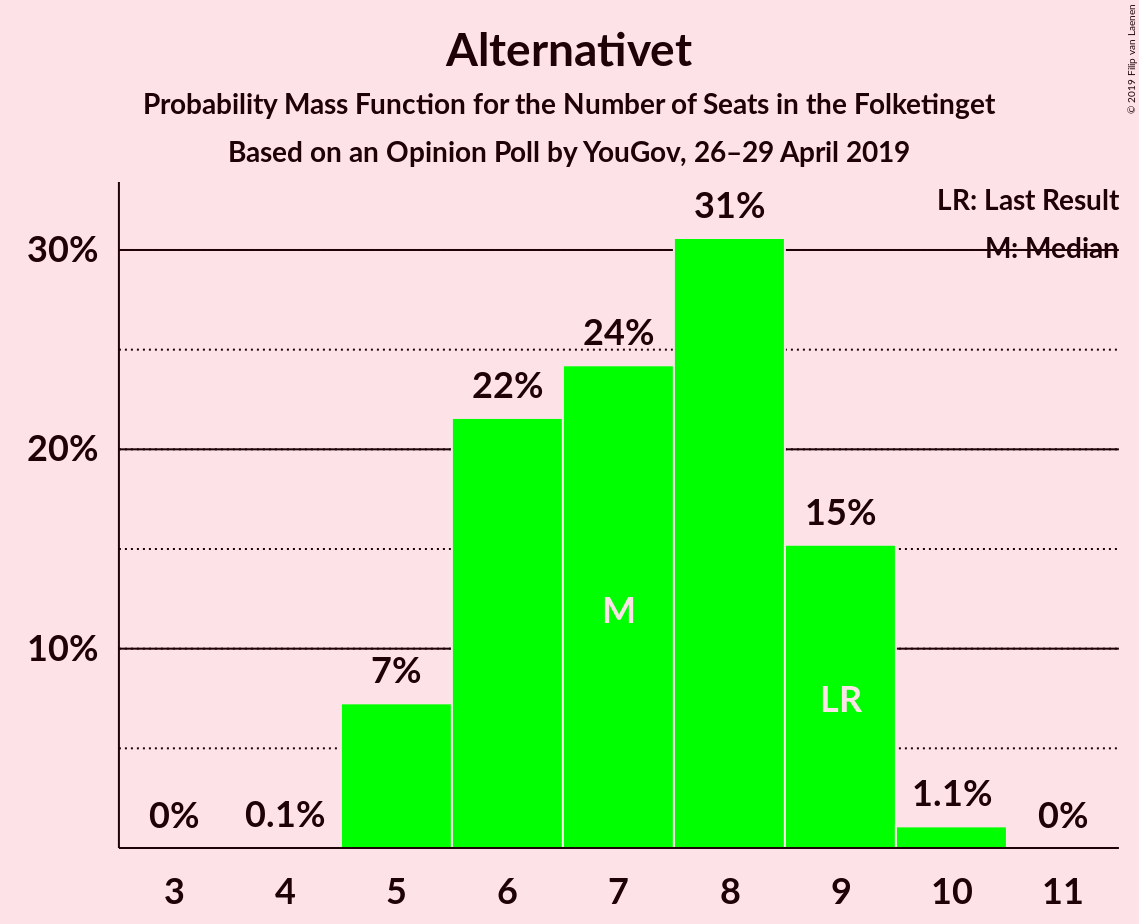 Alternativet
Probability Mass Function for the Number of Seats in the Folketinget
Based on an Opinion Poll by YouGov, 26–29 April 2019
© 2019 Filip van Laenen
LR: Last Result
M: Median
30%
20%
10%
0%
0.1%
7%
22%
24%
31%
15%
1.1%
0%
M
LR
3 4 5 6 7 8 9 10 11